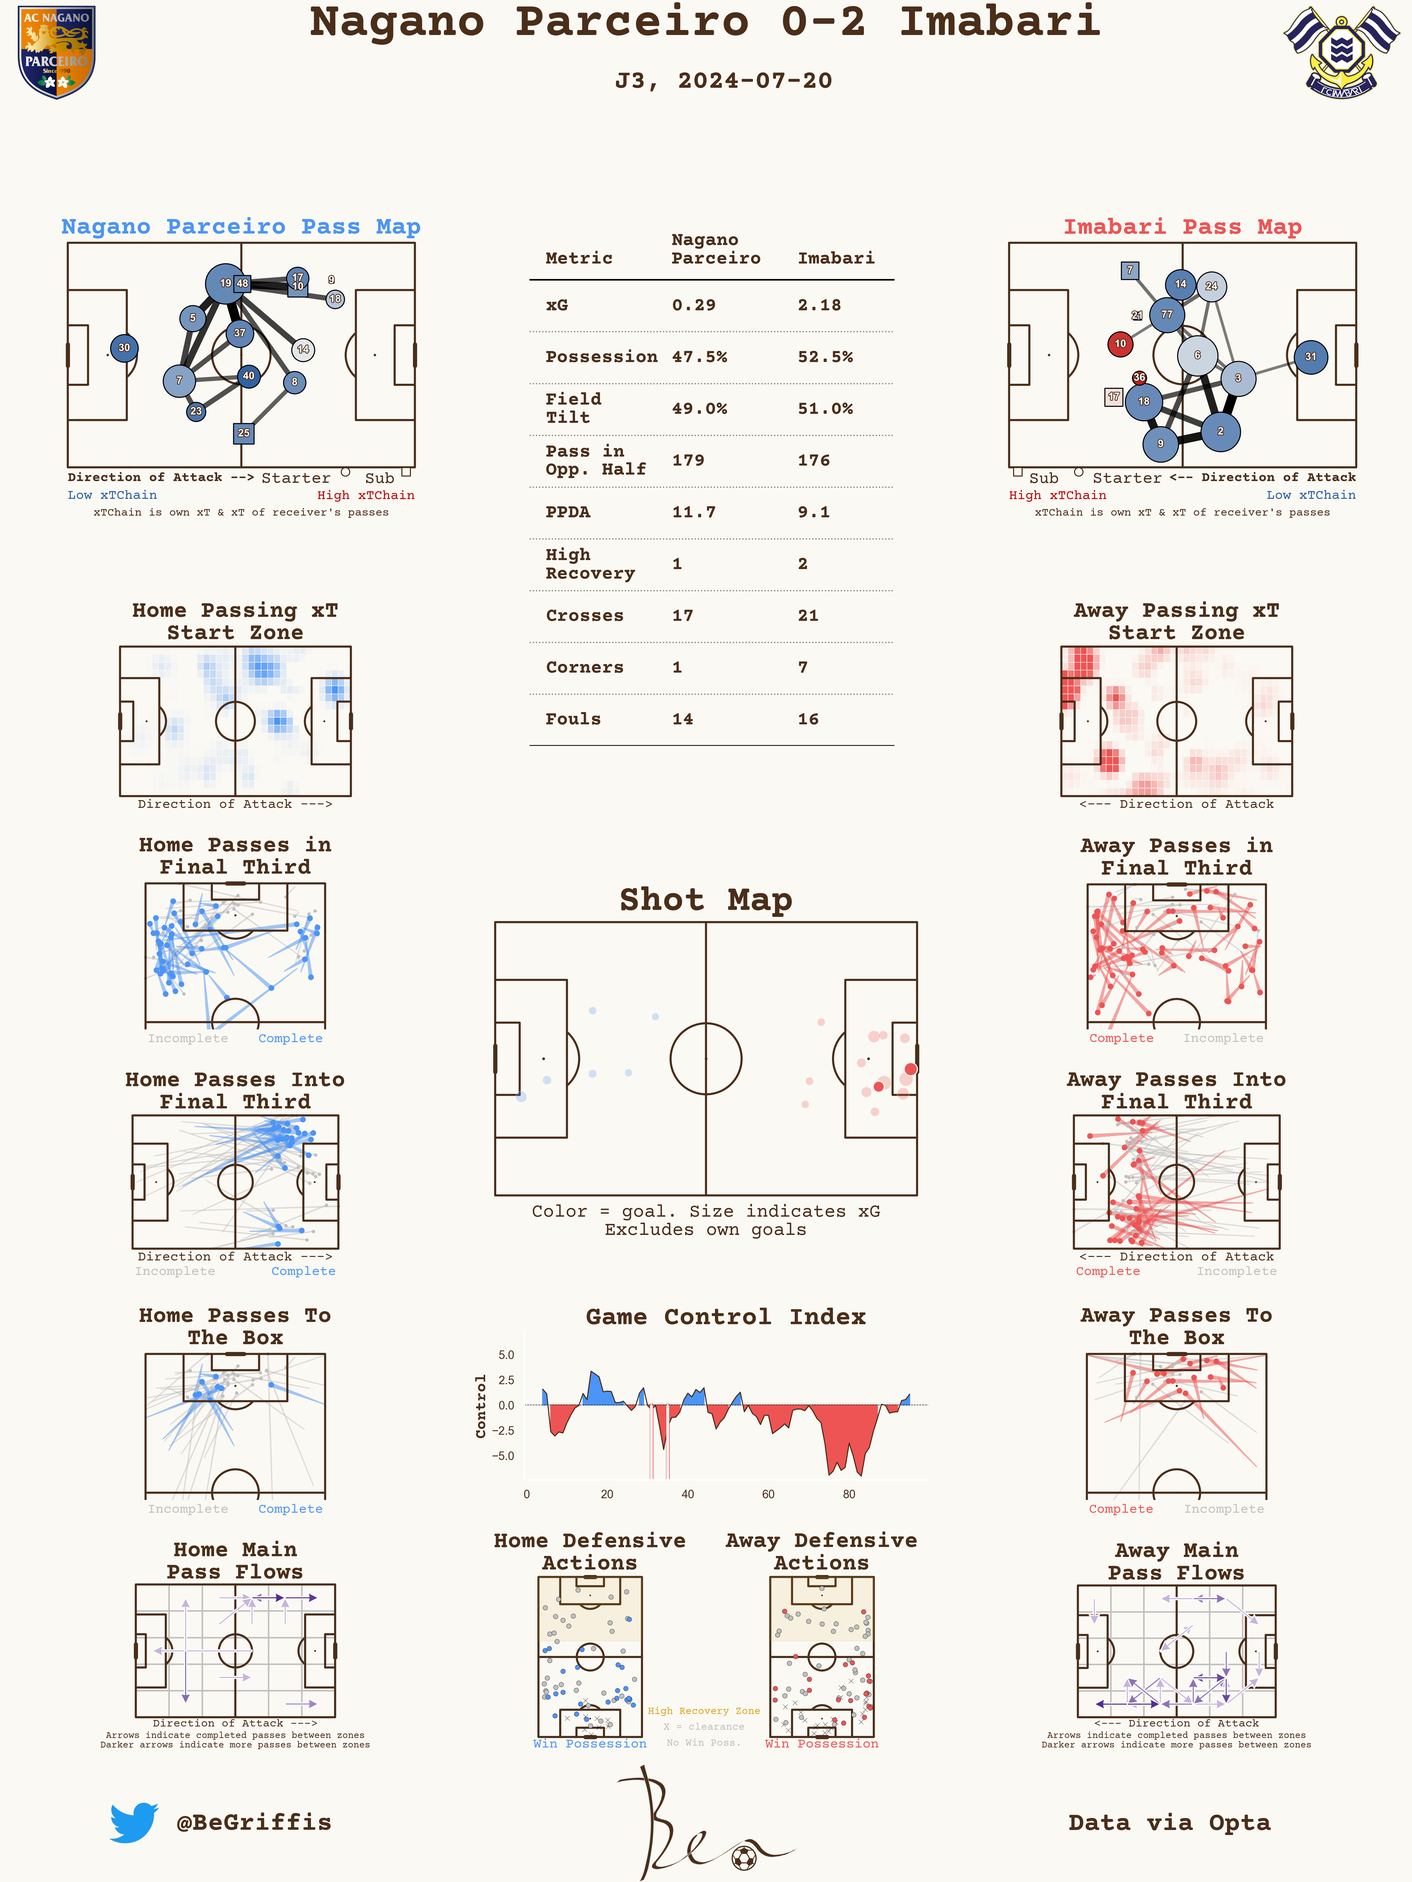 Nagano Parceiro 0-2 Imabari
J3, 2024-07-20
AC NAGANO
PARCEIRO
Since 1990
FC IMABARI
Nagano Parceiro Pass Map
19
48
17
10
9
18
5
37
30
14
7
40
8
23
25
Direction of Attack -->
Starter
Sub
Low xTChain
High xTChain
xTChain is own xT & xT of receiver's passes
Metric
Nagano
Parceiro
Imabari
xG 0.29 2.18
Possession 47.5% 52.5%
Field
Tilt
49.0% 51.0%
Pass in
Opp. Half
179 176
PPDA 11.7 9.1
High
Recovery
1 2
Crosses 17 21
Corners 1 7
Fouls 14 16
Imabari Pass Map
7
14
24
21
77
10
6
31
36
3
17
18
2
9
Sub
Starter
<-- Direction of Attack
High xTChain
Low xTChain
xTChain is own xT & xT of receiver's passes
Home Passing xT
Start Zone
Direction of Attack --->
Away Passing xT
Start Zone
<--- Direction of Attack
Home Passes in
Final Third
Incomplete
Complete
Away Passes in
Final Third
Complete
Incomplete
Shot Map
Color = goal. Size indicates xG
Excludes own goals
Home Passes Into
Final Third
Direction of Attack --->
Incomplete
Complete
Away Passes Into
Final Third
<--- Direction of Attack
Complete
Incomplete
Home Passes To
The Box
Incomplete
Complete
Game Control Index
Control
5.0
2.5
0.0
−2.5
−5.0
0
20
40
60
80
Away Passes To
The Box
Complete
Incomplete
Home Main
Pass Flows
Direction of Attack --->
Arrows indicate completed passes between zones
Darker arrows indicate more passes between zones
Home Defensive
Actions
Win Possession
Away Defensive
Actions
Win Possession
High Recovery Zone
X = clearance
No Win Poss.
Away Main
Pass Flows
<--- Direction of Attack
Arrows indicate completed passes between zones
Darker arrows indicate more passes between zones
@BeGriffis
Ben
Data via Opta